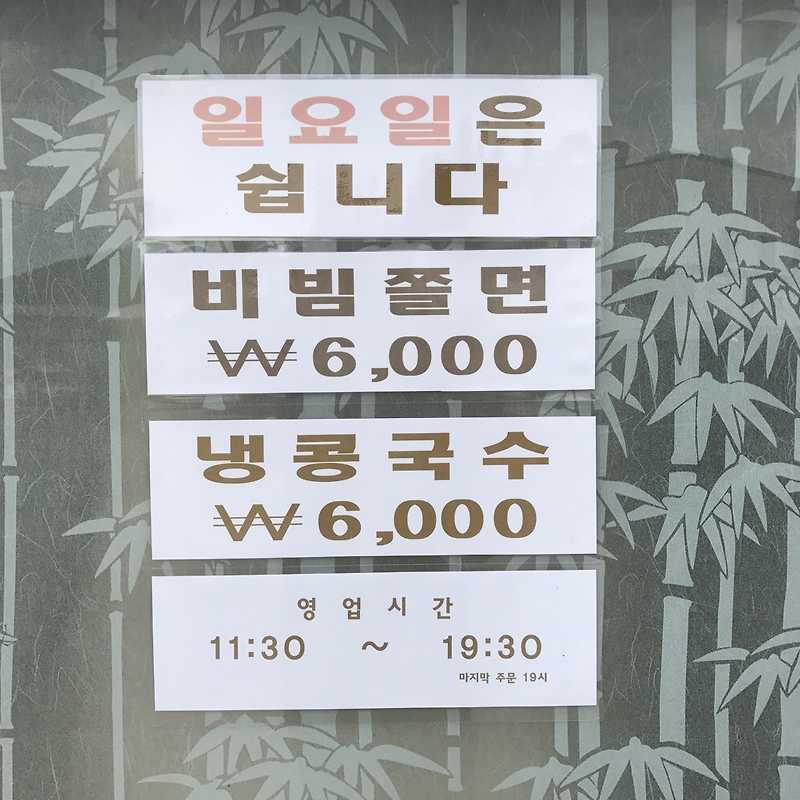 일요일은
쉽니다
비빔쫄면
₩6,000
냉콩국수
₩6,000
영업시간
11:30 ~ 19:30
마지막 주문 19시